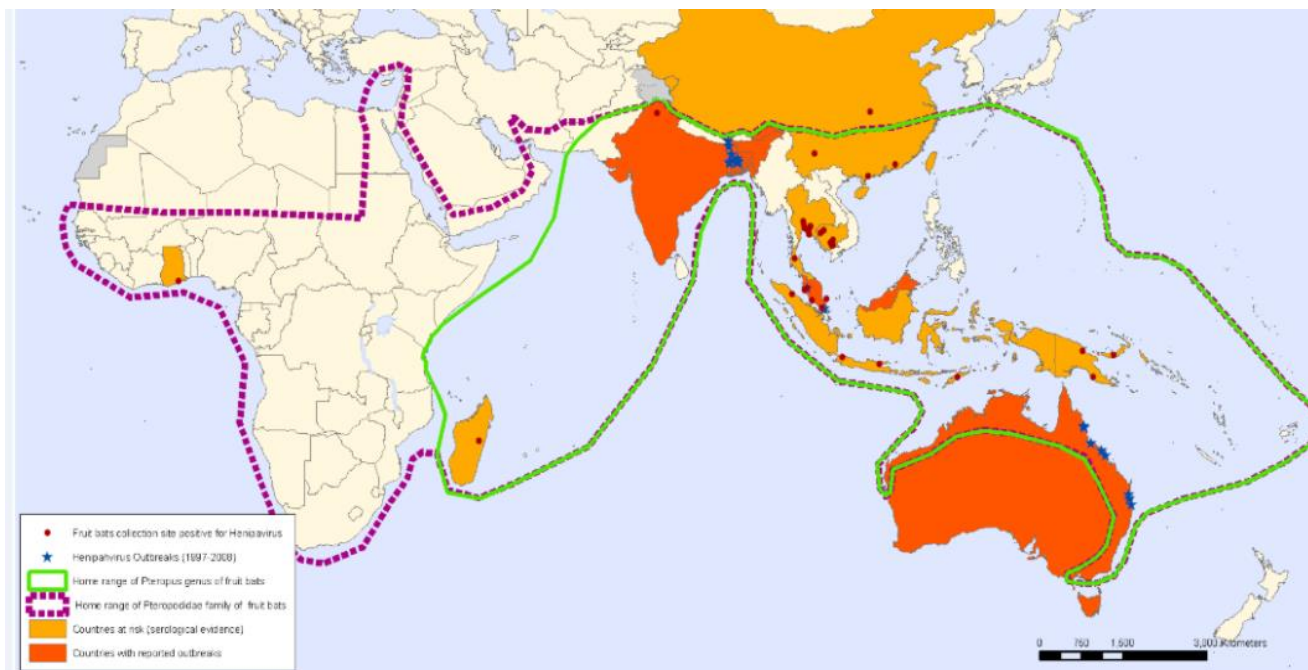 Fruit bats collection site positive for Henipavirus
Henipahvirus Outbreaks (1997-2008)
Home range of Pteropus genus of fruit bats
Home range of Pteropodidae family of fruit bats
Countries at risk (serological evidence)
Countries with reported outbreaks
0 750 1,500 3,000 Kilometers